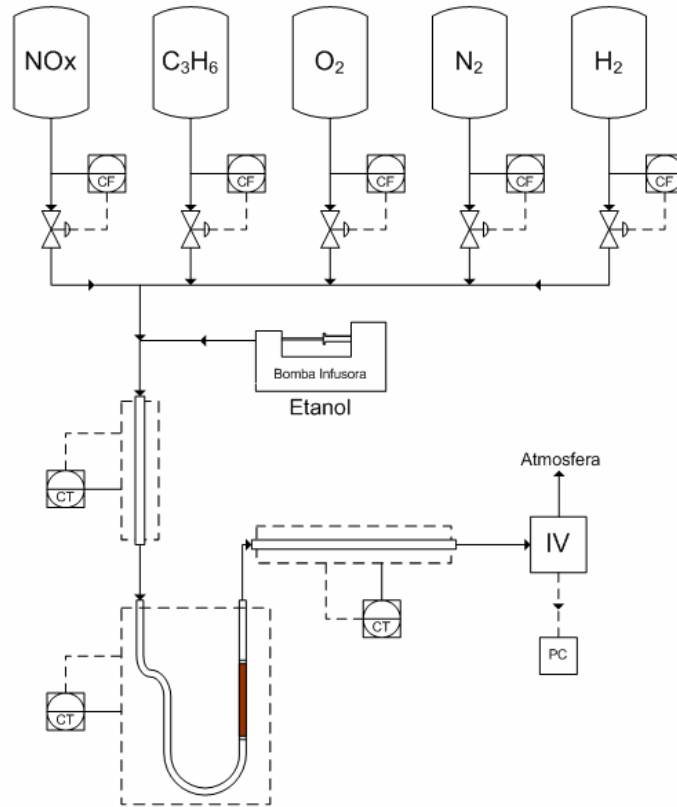 NOx C₃H₆ O₂ N₂ H₂
CF CF CF CF CF
Bomba Infusora
Etanol
CT
Atmosfera
IV
CT
PC
CT